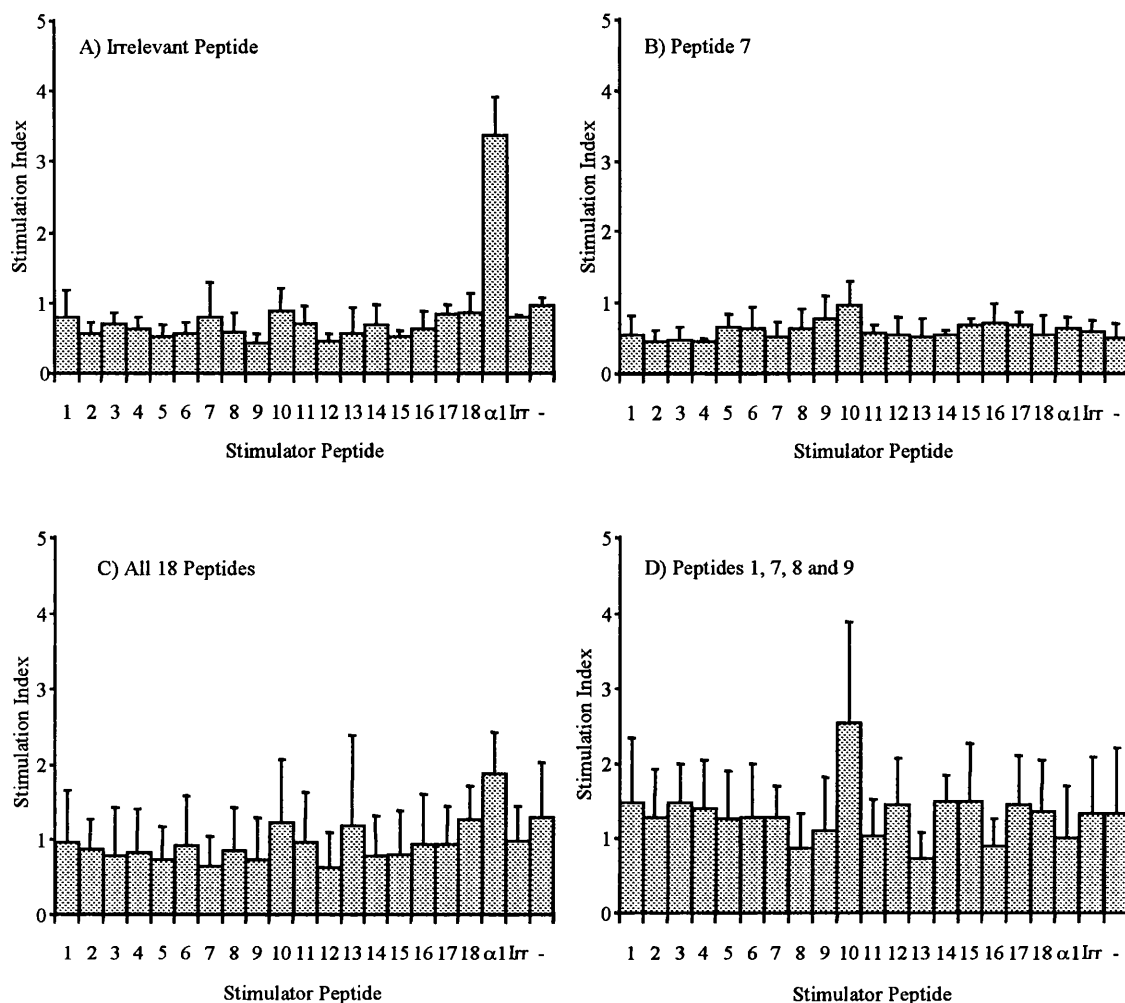 A) Irrelevant Peptide
Stimulation Index
5
4
3
2
1
0
1 2 3 4 5 6 7 8 9 10 11 12 13 14 15 16 17 18 α1 Irr -
Stimulator Peptide
B) Peptide 7
Stimulation Index
5
4
3
2
1
0
1 2 3 4 5 6 7 8 9 10 11 12 13 14 15 16 17 18 α1 Irr -
Stimulator Peptide
C) All 18 Peptides
Stimulation Index
5
4
3
2
1
0
1 2 3 4 5 6 7 8 9 10 11 12 13 14 15 16 17 18 α1 Irr -
Stimulator Peptide
D) Peptides 1, 7, 8 and 9
Stimulation Index
5
4
3
2
1
0
1 2 3 4 5 6 7 8 9 10 11 12 13 14 15 16 17 18 α1 Irr -
Stimulator Peptide